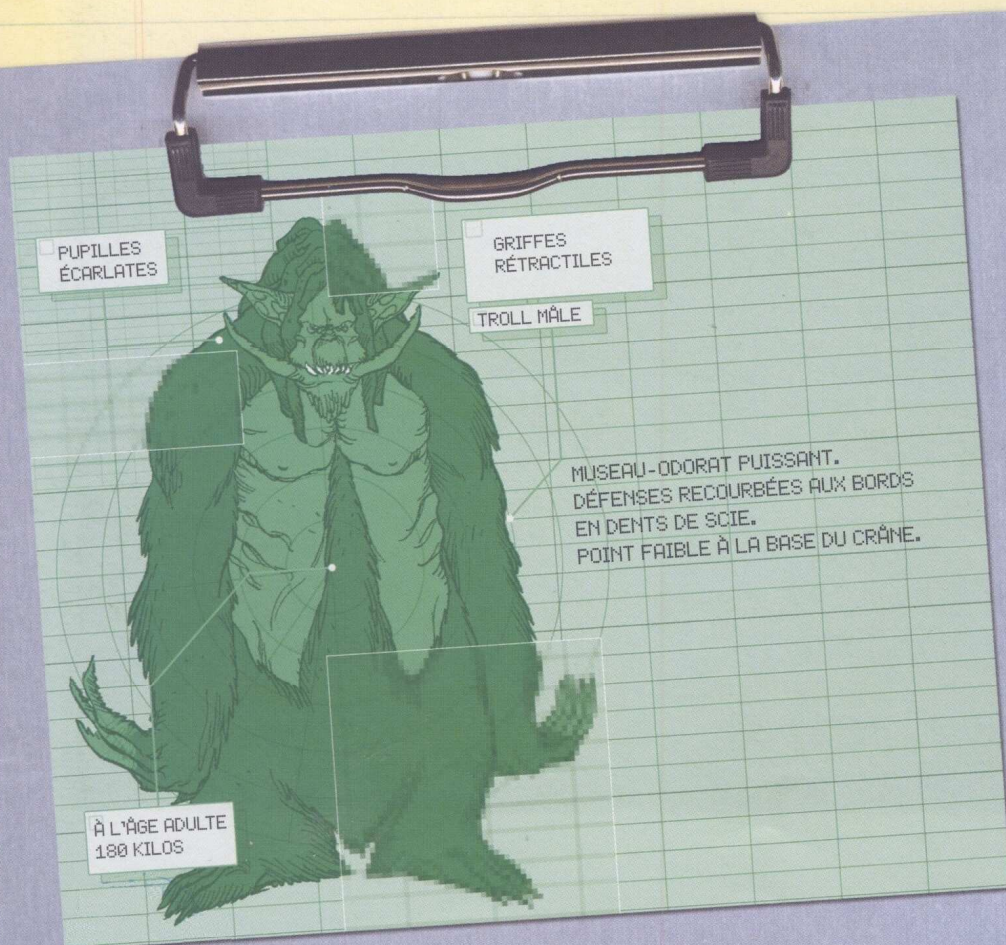 PUPILLES
ÉCARLATES
GRIFFES
RÉTRACTILES
TROLL MÂLE
MUSEAU-ODORAT PUISSANT.
DÉFENSES RECOURBÉES AUX BORDS
EN DENTS DE SCIE.
POINT FAIBLE À LA BASE DU CRÂNE.
À L'ÂGE ADULTE
180 KILOS